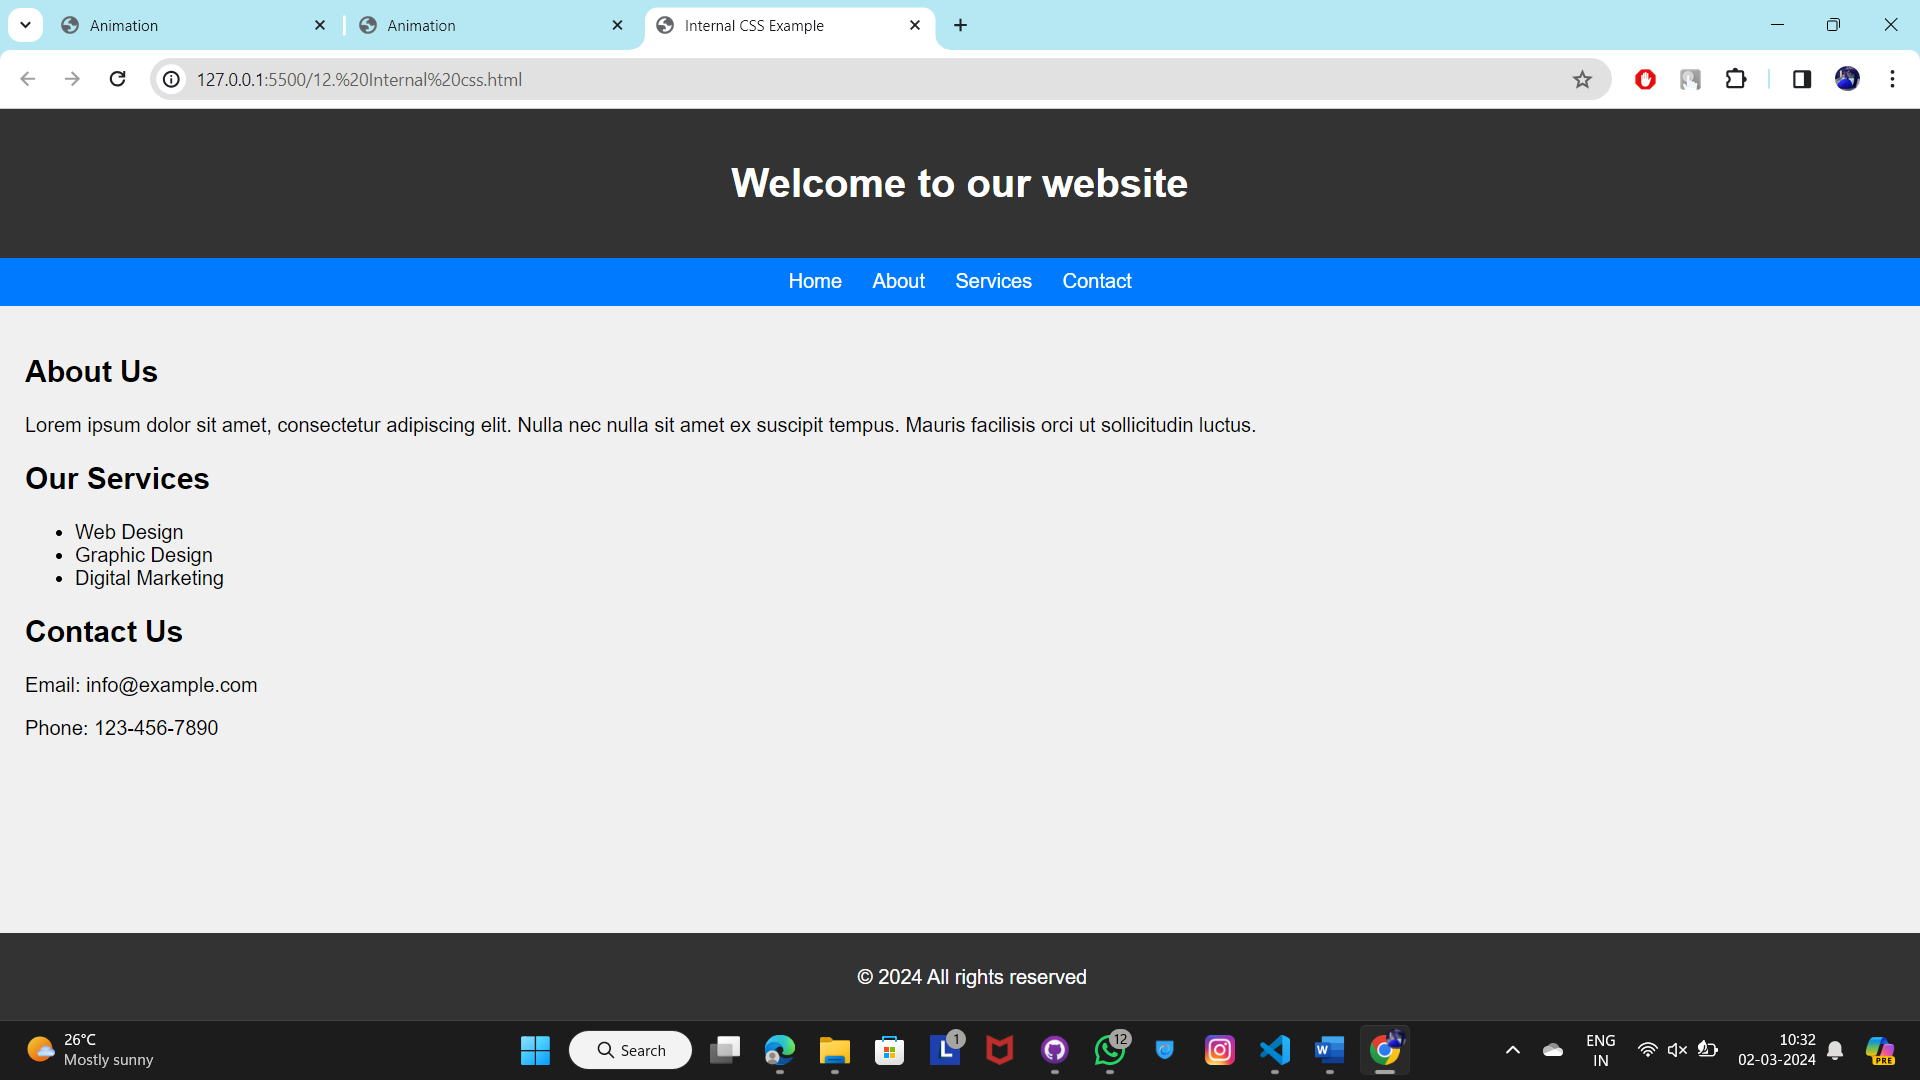 Animation
Animation
Internal CSS Example
127.0.0.1:5500/12.%20Internal%20css.html
Welcome to our website
Home About Services Contact
About Us
Lorem ipsum dolor sit amet, consectetur adipiscing elit. Nulla nec nulla sit amet ex suscipit tempus. Mauris facilisis orci ut sollicitudin luctus.
Our Services
• Web Design
• Graphic Design
• Digital Marketing
Contact Us
Email: info@example.com
Phone: 123-456-7890
© 2024 All rights reserved
26°C
Mostly sunny
Search
L
1
12
W
PRE
ENG
IN
10:32
02-03-2024